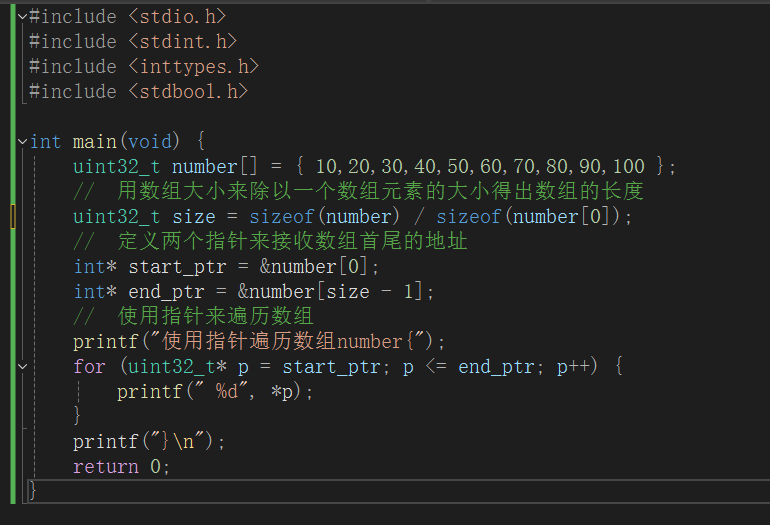 #include <stdio.h>
#include <stdint.h>
#include <inttypes.h>
#include <stdbool.h>
int main(void) {
uint32_t number[] = { 10,20,30,40,50,60,70,80,90,100 };
// 用数组大小来除以一个数组元素的大小得出数组的长度
uint32_t size = sizeof(number) / sizeof(number[0]);
// 定义两个指针来接收数组首尾的地址
int* start_ptr = &number[0];
int* end_ptr = &number[size - 1];
// 使用指针来遍历数组
printf("使用指针遍历数组number{");
for (uint32_t* p = start_ptr; p <= end_ptr; p++) {
printf(" %d", *p);
}
printf("}\n");
return 0;
}